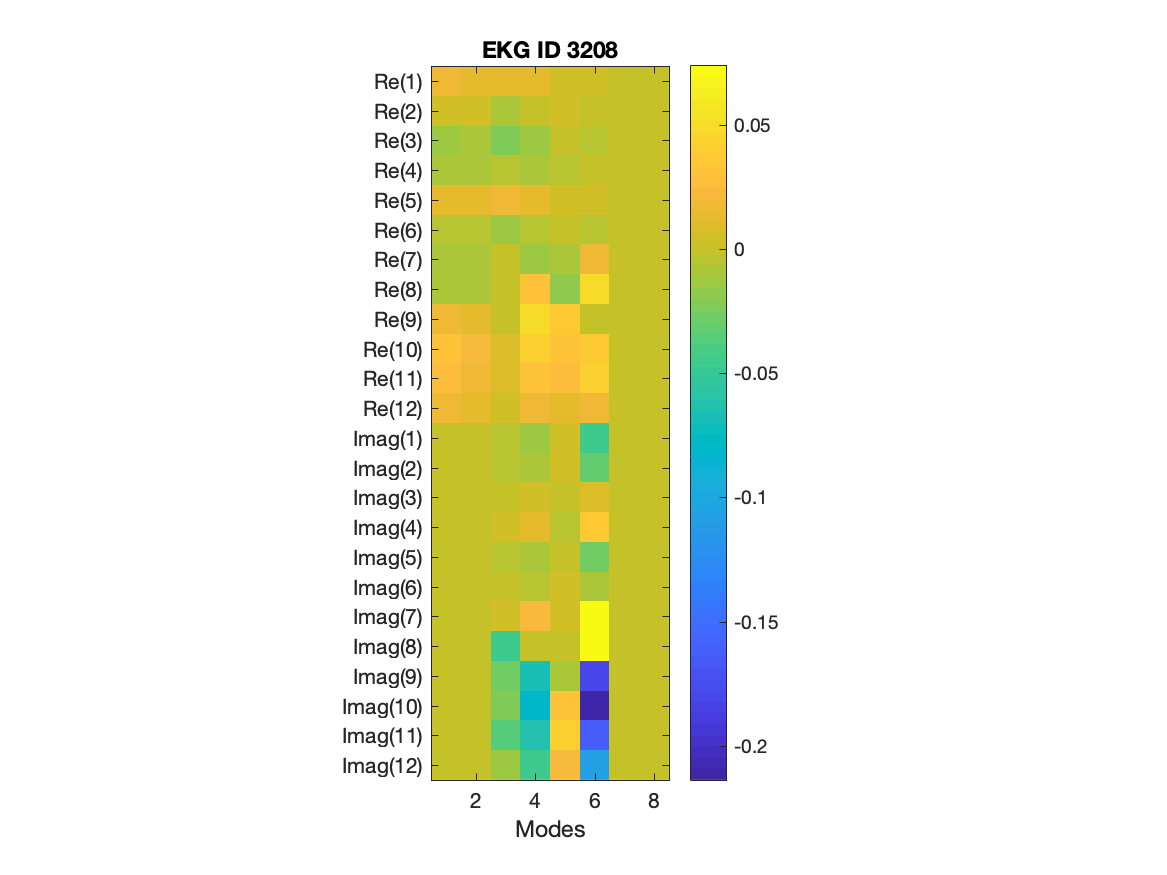 EKG ID 3208
Re(1)
Re(2)
Re(3)
Re(4)
Re(5)
Re(6)
Re(7)
Re(8)
Re(9)
Re(10)
Re(11)
Re(12)
Imag(1)
Imag(2)
Imag(3)
Imag(4)
Imag(5)
Imag(6)
Imag(7)
Imag(8)
Imag(9)
Imag(10)
Imag(11)
Imag(12)
2 4 6 8
Modes
0.05
0
-0.05
-0.1
-0.15
-0.2